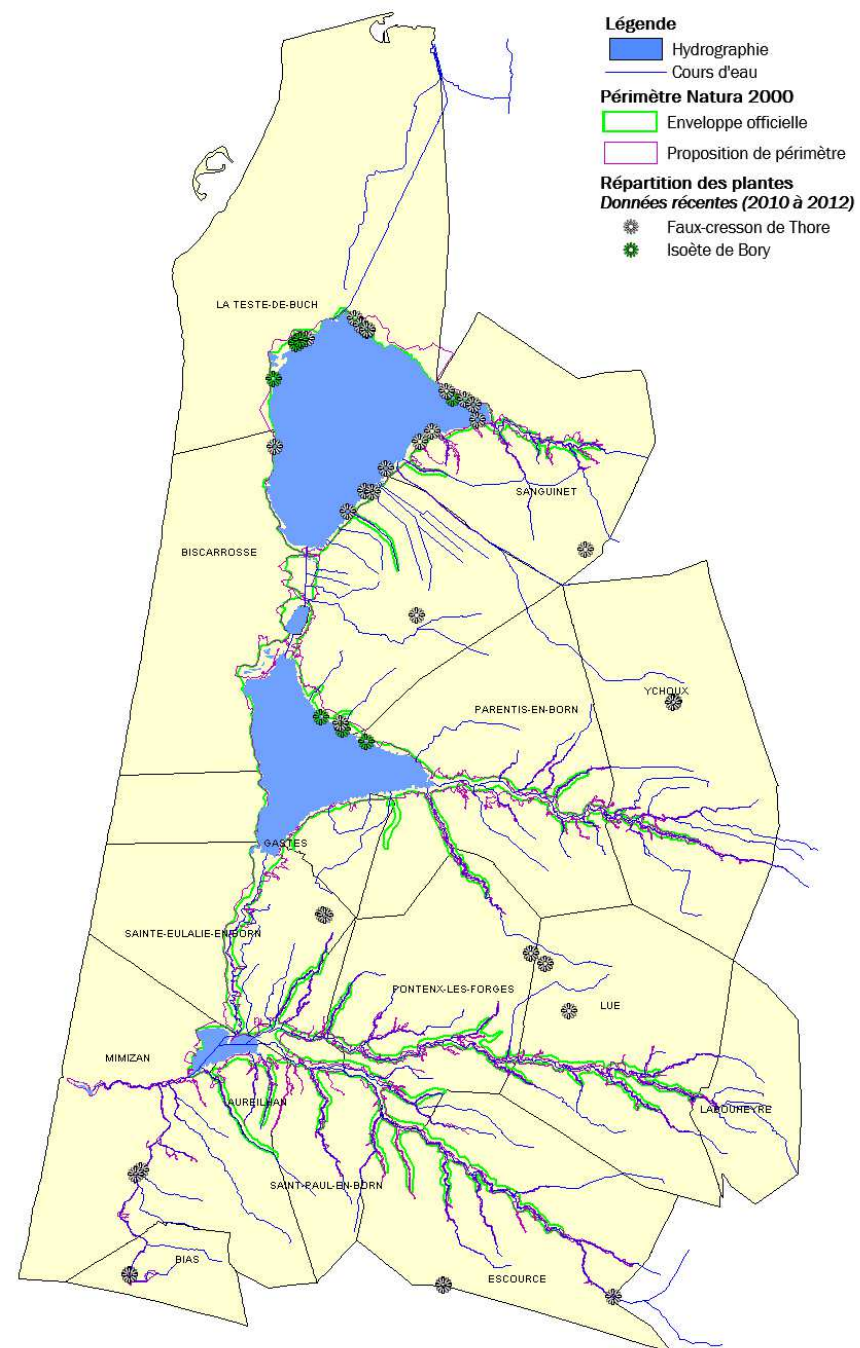 Légende
Hydrographie
Cours d'eau
Périmètre Natura 2000
Enveloppe officielle
Proposition de périmètre
Répartition des plantes
Données récentes (2010 à 2012)
Faux-cresson de Thore
Isoète de Bory
LA TESTE-DE-BUCH
SANGUINET
BISCARROSSE
YCHOUX
PARENTIS-EN-BORN
GASTES
SAINTE-EULALIE-EN-BORN
PONTENX-LES-FORGES
LUE
MIMIZAN
AUREILHAN
LABOUHEYRE
SAINT-PAUL-EN-BORN
BIAS
ESCOURCE